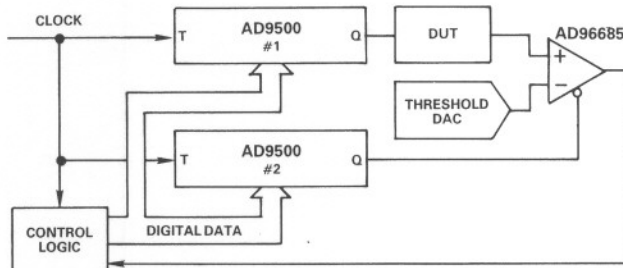 CLOCK
T
AD9500
#1
Q
DUT
AD96685
+
−
THRESHOLD
DAC
T
AD9500
#2
Q
CONTROL
LOGIC
DIGITAL DATA